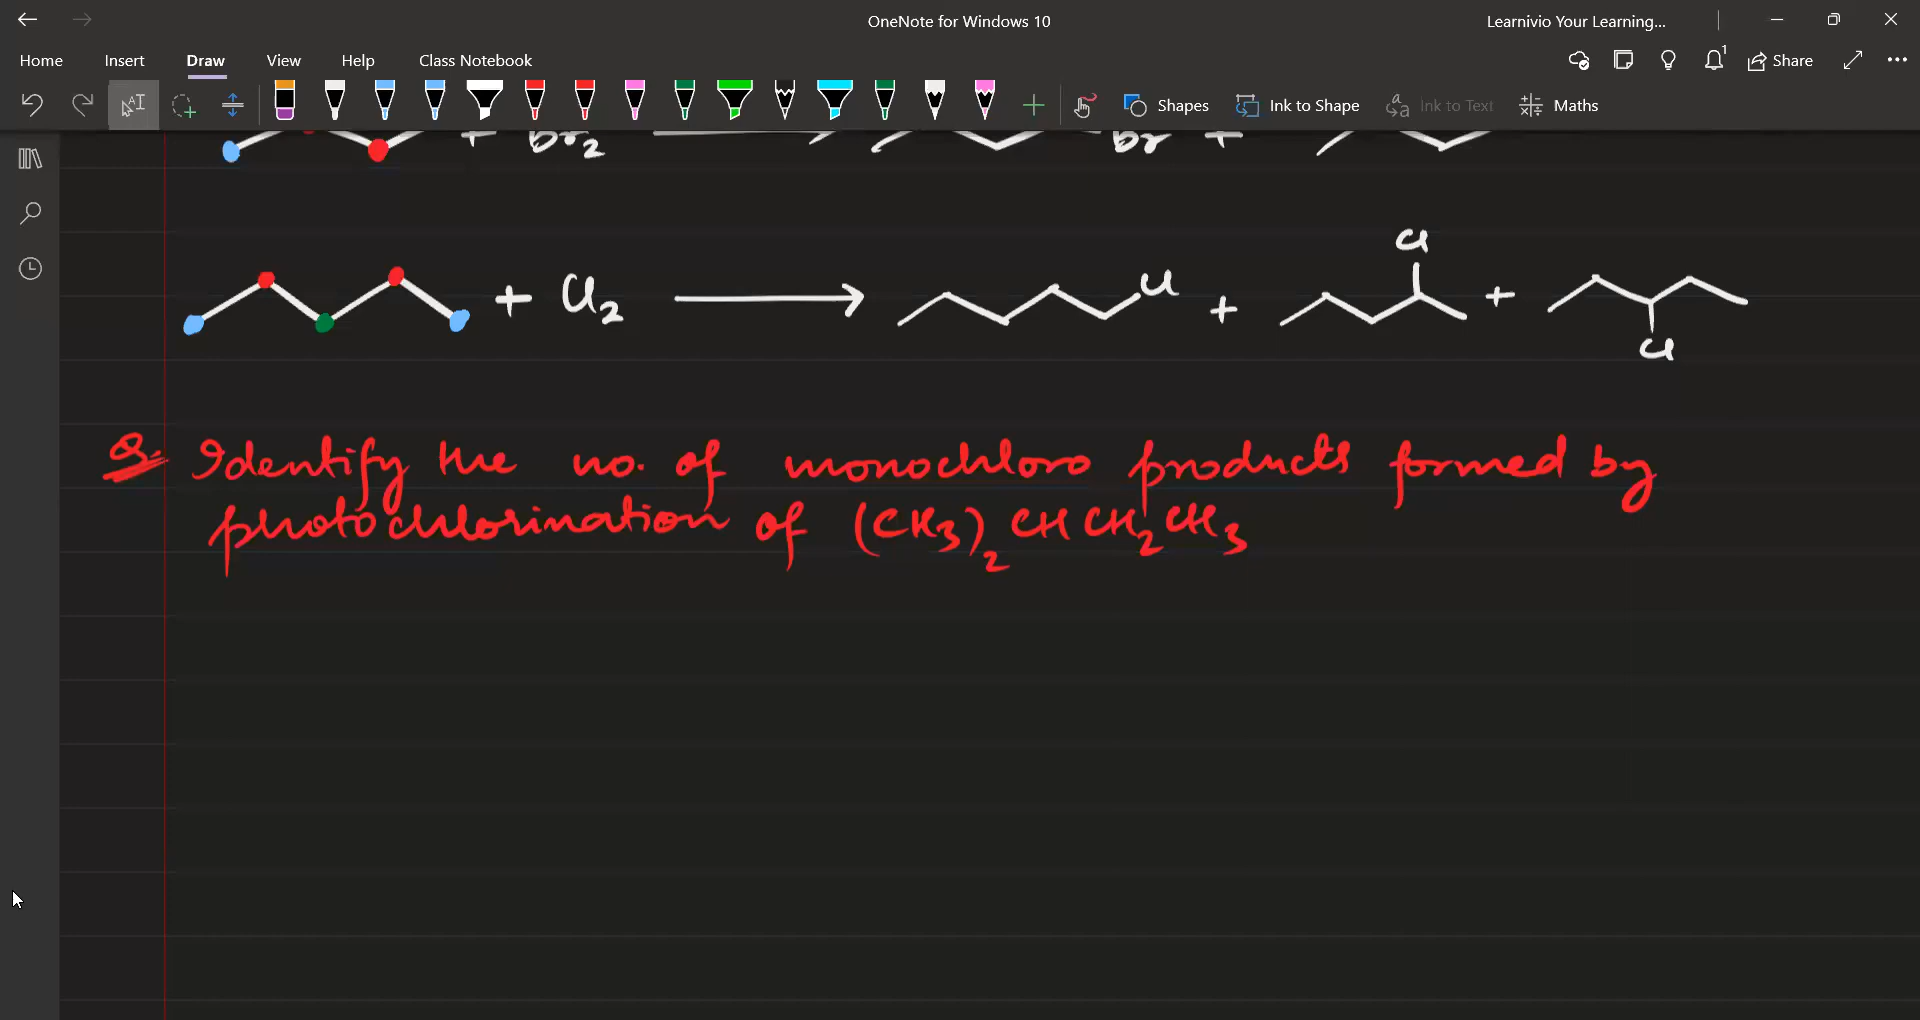 OneNote for Windows 10
Learnivio Your Learning...
Home Insert Draw View Help Class Notebook
1 Share
Shapes Ink to Shape Ink to Text Maths
+ Br2 Br +
+ Cl2 Cl + Cl + Cl
Q. Identify the no. of monochloro products formed by
photochlorination of (CH3)2 CH CH2 CH3